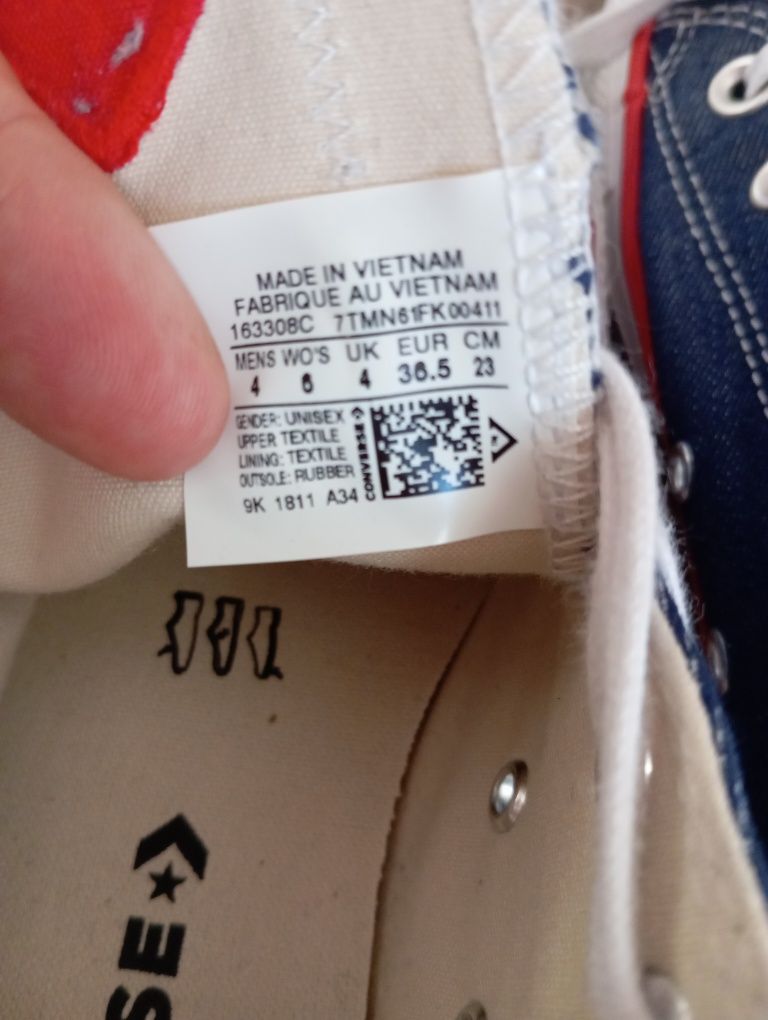 MADE IN VIETNAM
FABRIQUE AU VIETNAM
163308C 7TMN61FK00411
MENS WO'S UK EUR CM
4 6 4 36.5 23
GENDER: UNISEX
UPPER TEXTILE
LINING: TEXTILE
OUTSOLE: RUBBER
CONVERSE
9K 1811 A34
SE